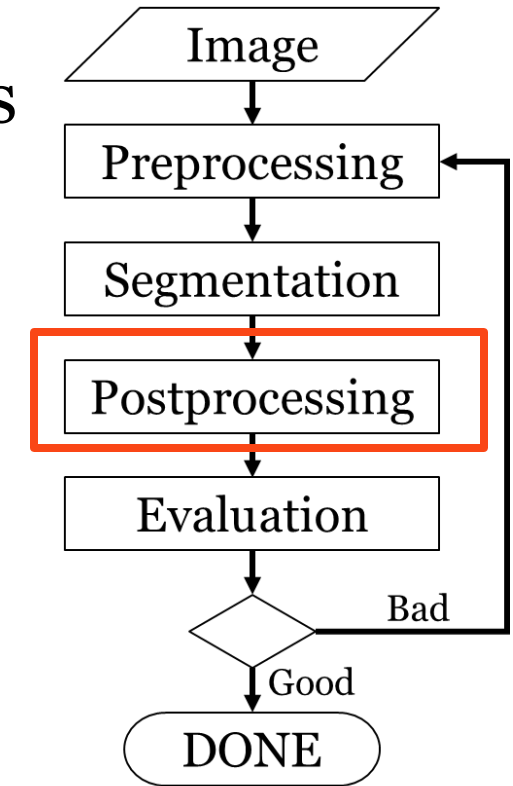 Image
s
Preprocessing
Segmentation
Postprocessing
Evaluation
Bad
Good
DONE